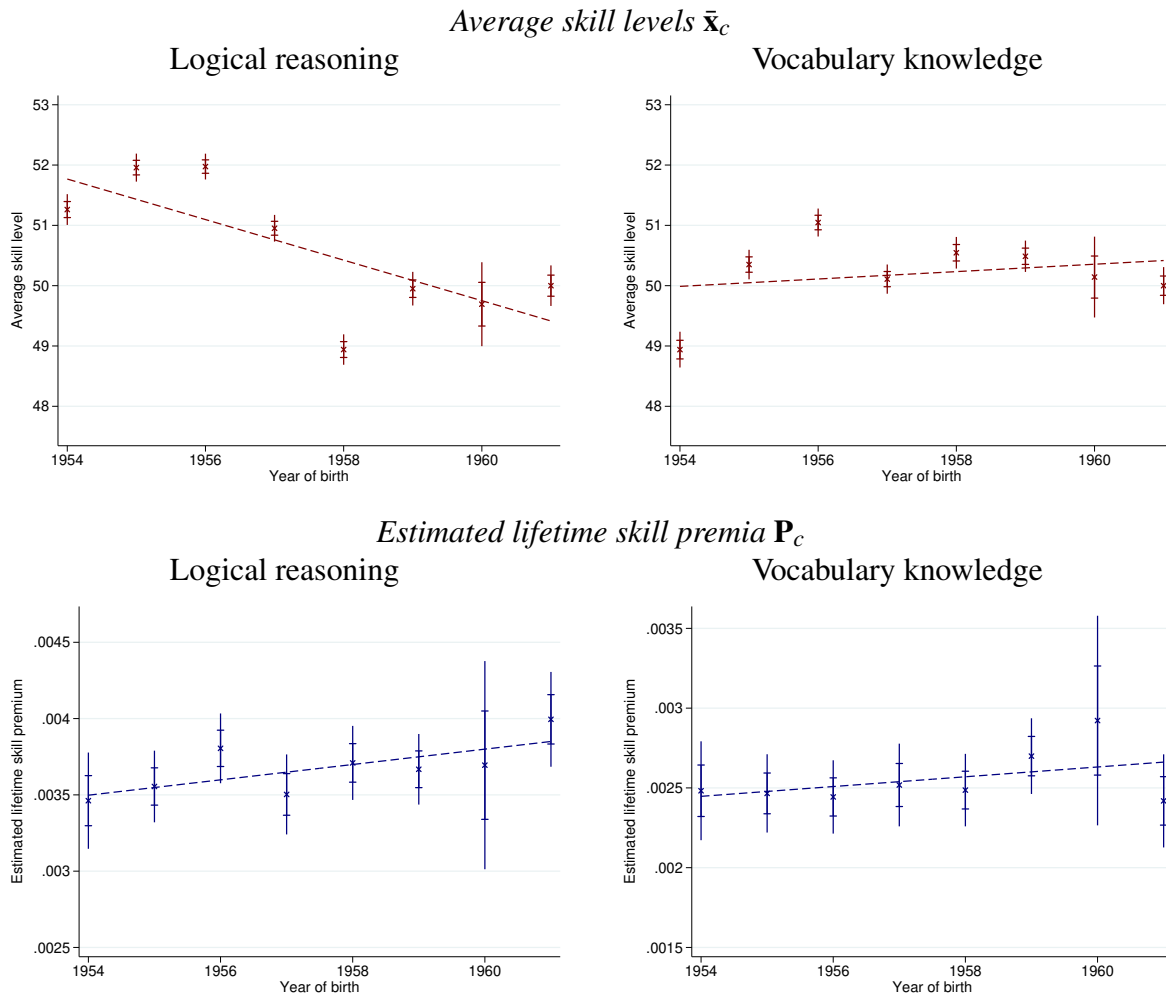 Average skill levels x̄c
Logical reasoning
Vocabulary knowledge
53
52
51
50
49
48
Average skill level
1954
1956
1958
1960
Year of birth
53
52
51
50
49
48
Average skill level
1954
1956
1958
1960
Year of birth
Estimated lifetime skill premia Pc
Logical reasoning
Vocabulary knowledge
.0045
.004
.0035
.003
.0025
Estimated lifetime skill premium
1954
1956
1958
1960
Year of birth
.0035
.003
.0025
.002
.0015
Estimated lifetime skill premium
1954
1956
1958
1960
Year of birth